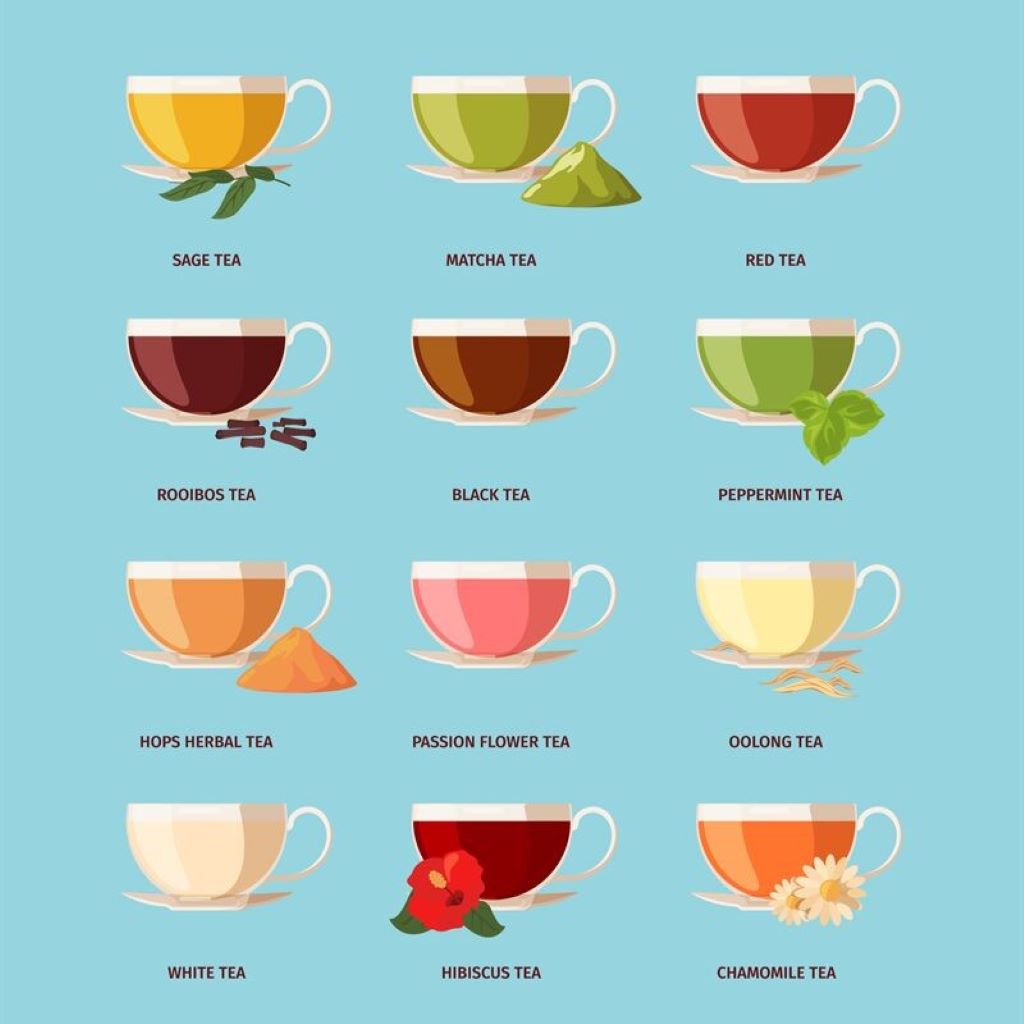 SAGE TEA
MATCHA TEA
RED TEA
ROOIBOS TEA
BLACK TEA
PEPPERMINT TEA
HOPS HERBAL TEA
PASSION FLOWER TEA
OOLONG TEA
WHITE TEA
HIBISCUS TEA
CHAMOMILE TEA